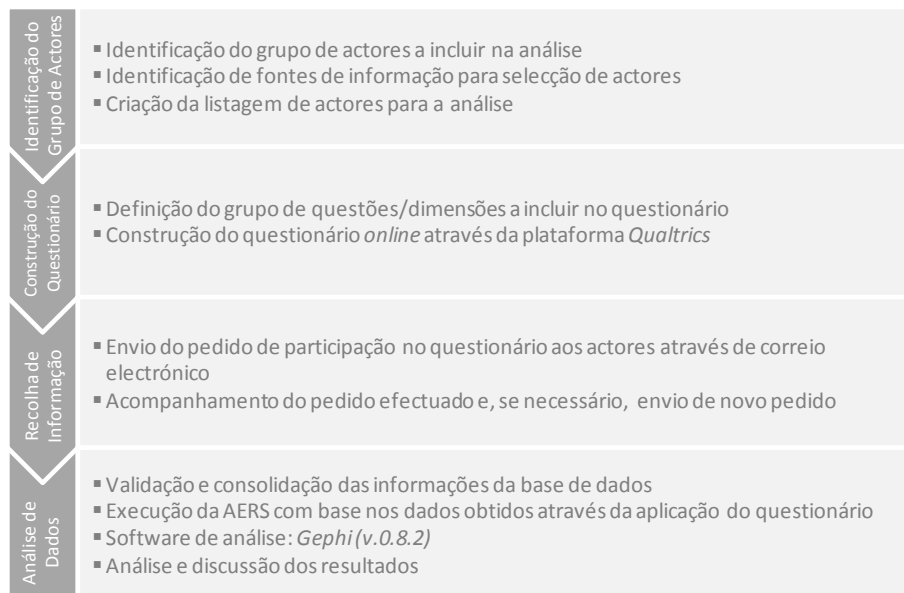 Identificação do
Grupo de Actores
▪ Identificação do grupo de actores a incluir na análise
▪ Identificação de fontes de informação para selecção de actores
▪ Criação da listagem de actores para a análise
Construção do
Questionário
▪ Definição do grupo de questões/dimensões a incluir no questionário
▪ Construção do questionário online através da plataforma Qualtrics
Recolha de
Informação
▪ Envio do pedido de participação no questionário aos actores através de correio
electrónico
▪ Acompanhamento do pedido efectuado e, se necessário, envio de novo pedido
Análise de
Dados
▪ Validação e consolidação das informações da base de dados
▪ Execução da AERS com base nos dados obtidos através da aplicação do questionário
▪ Software de análise: Gephi (v.0.8.2)
▪ Análise e discussão dos resultados